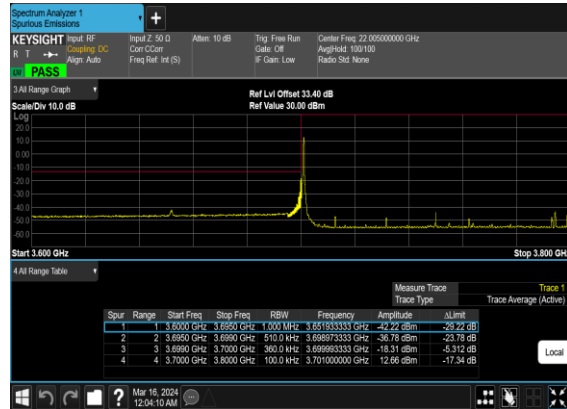 Spectrum Analyzer 1
Spurious Emissions
+
KEYSIGHT Input: RF Input Z: 50 Ω Atten: 10 dB Trig: Free Run Center Freq: 22.005000000 GHz
R T Coupling: DC Corr CCorr Gate: Off Avg|Hold: 100/100
Align: Auto Freq Ref: Int (S) IF Gain: Low Radio Std: None
PASS
3 All Range Graph
Ref Lvl Offset 33.40 dB
Scale/Div 10.0 dB Ref Value 30.00 dBm
Log
20.0
10.0
0.00
-10.0
-20.0
-30.0
-40.0
-50.0
-60.0
Start 3.600 GHz Stop 3.800 GHz
4 All Range Table
Measure Trace Trace 1
Trace Type Trace Average (Active)
Spur Range Start Freq Stop Freq RBW Frequency Amplitude ΔLimit
1 1 3.6000 GHz 3.6950 GHz 1.000 MHz 3.651933333 GHz -42.22 dBm -29.22 dB
2 2 3.6950 GHz 3.6990 GHz 510.0 kHz 3.698973333 GHz -36.78 dBm -23.78 dB
3 3 3.6990 GHz 3.7000 GHz 360.0 kHz 3.699993333 GHz -18.31 dBm -5.312 dB
4 4 3.7000 GHz 3.8000 GHz 100.0 kHz 3.701000000 GHz 12.66 dBm -17.34 dB
Local
?
Mar 16, 2024
12:04:10 AM